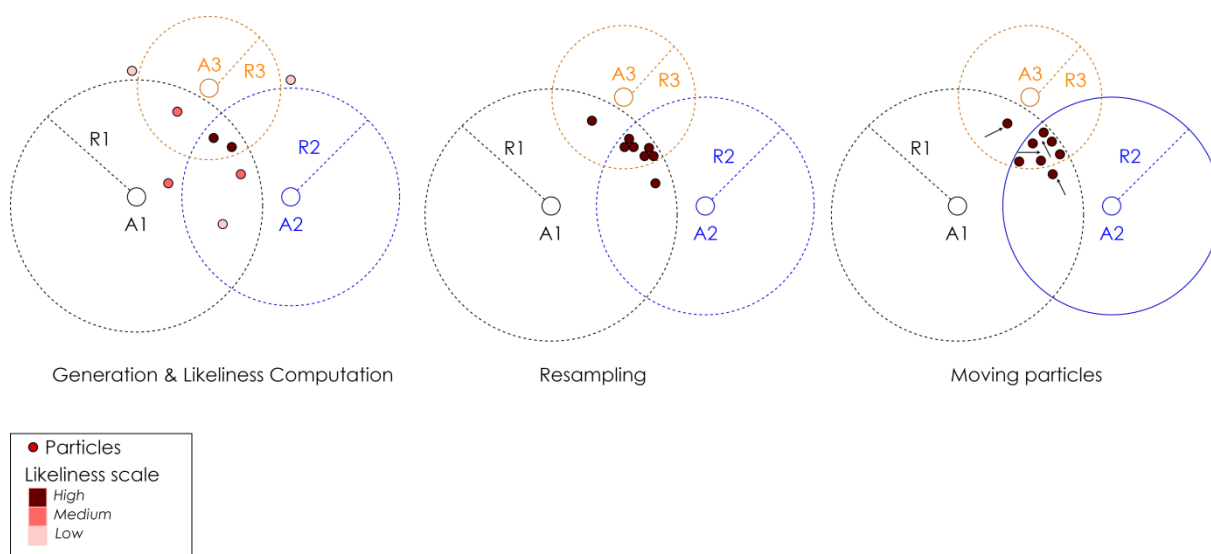 A3
R3
R1
R2
A1
A2
Generation & Likeliness Computation
A3
R3
R1
R2
A1
A2
Resampling
A3
R3
R1
R2
A1
A2
Moving particles
Particles
Likeliness scale
High
Medium
Low